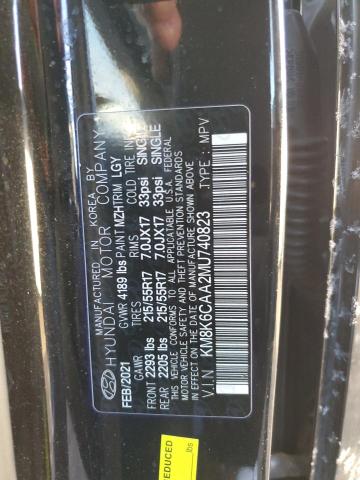 MANUFACTURED IN KOREA BY
HYUNDAI MOTOR COMPANY
FEB/2021 GVWR 4189 lbs PAINT MZH TRIM LGY
GAWR TIRES RIMS COLD TIRE INF
FRONT 2293 lbs 215/55R17 7.0JX17 33psi SINGLE
REAR 2205 lbs 215/55R17 7.0JX17 33psi SINGLE
THIS VEHICLE CONFORMS TO ALL APPLICABLE U.S.A. FEDERAL
MOTOR VEHICLE SAFETY, BUMPER, AND THEFT PREVENTION
STANDARDS IN EFFECT ON THE DATE OF MANUFACTURE SHOWN ABOVE.
V.I.N : KM8K6CAA2MU740823 TYPE : MPV
REDUCED
lbs